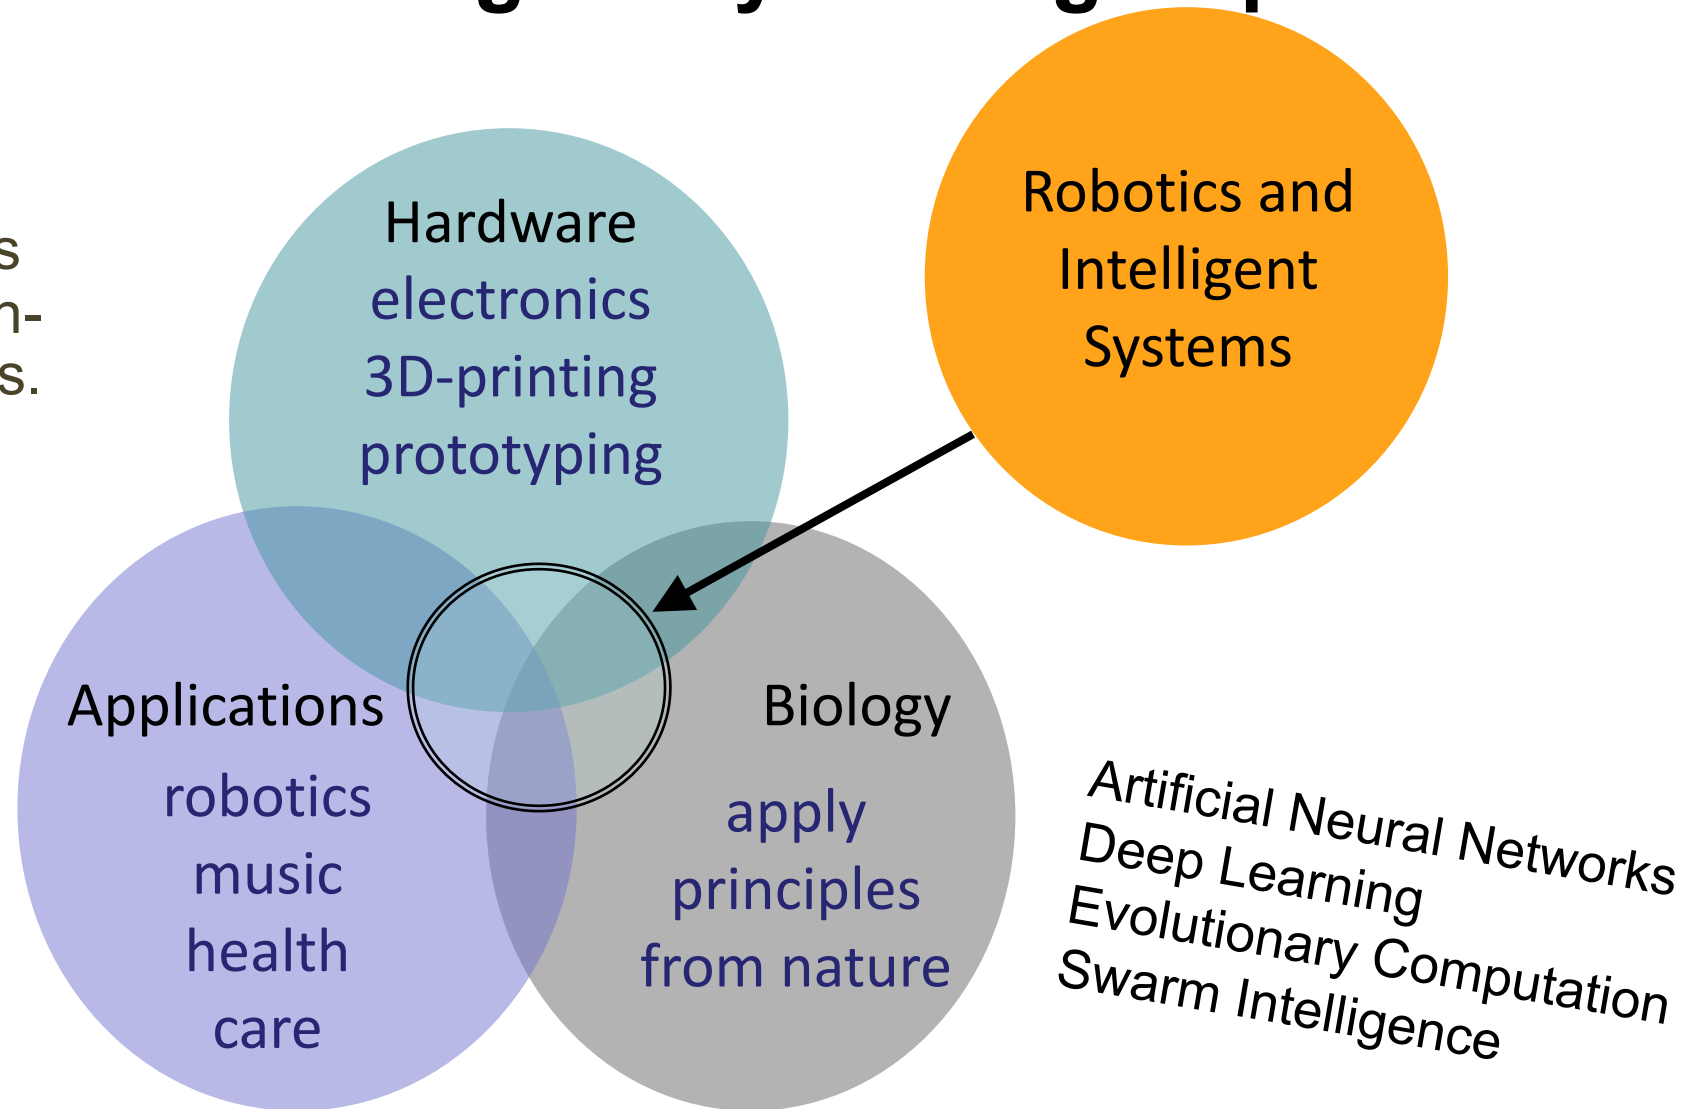 Robotics and
Intelligent
Systems
Hardware
electronics
3D-printing
prototyping
Applications
robotics
music
health
care
Biology
apply
principles
from nature
Artificial Neural Networks
Deep Learning
Evolutionary Computation
Swarm Intelligence